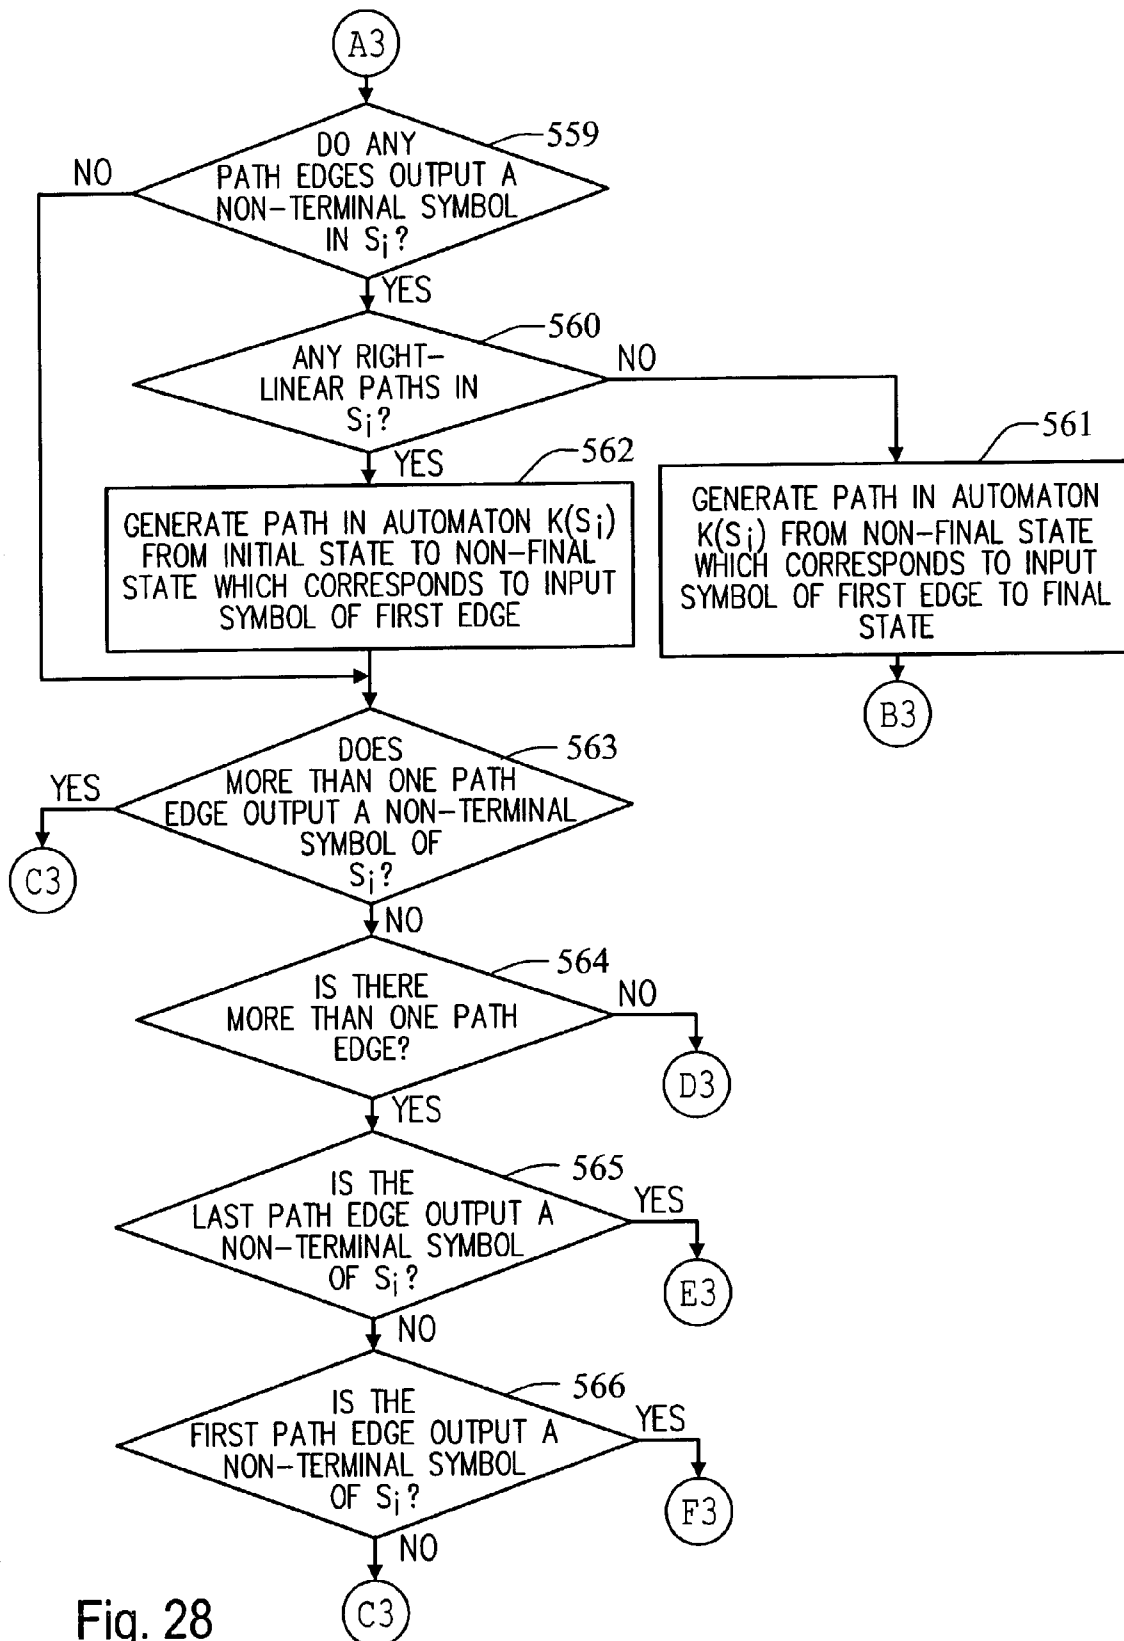 A3
559
DO ANY
PATH EDGES OUTPUT A
NON-TERMINAL SYMBOL
IN Si?
NO
YES
560
ANY RIGHT-
LINEAR PATHS IN
Si?
NO
YES
562
GENERATE PATH IN AUTOMATON K(Si)
FROM INITIAL STATE TO NON-FINAL
STATE WHICH CORRESPONDS TO INPUT
SYMBOL OF FIRST EDGE
561
GENERATE PATH IN AUTOMATON
K(Si) FROM NON-FINAL STATE
WHICH CORRESPONDS TO INPUT
SYMBOL OF FIRST EDGE TO FINAL
STATE
B3
563
DOES
MORE THAN ONE PATH
EDGE OUTPUT A NON-TERMINAL
SYMBOL OF
Si?
YES
C3
NO
564
IS THERE
MORE THAN ONE PATH
EDGE?
NO
D3
YES
565
IS THE
LAST PATH EDGE OUTPUT A
NON-TERMINAL SYMBOL
OF Si?
YES
E3
NO
566
IS THE
FIRST PATH EDGE OUTPUT A
NON-TERMINAL SYMBOL
OF Si?
YES
F3
NO
C3
Fig. 28